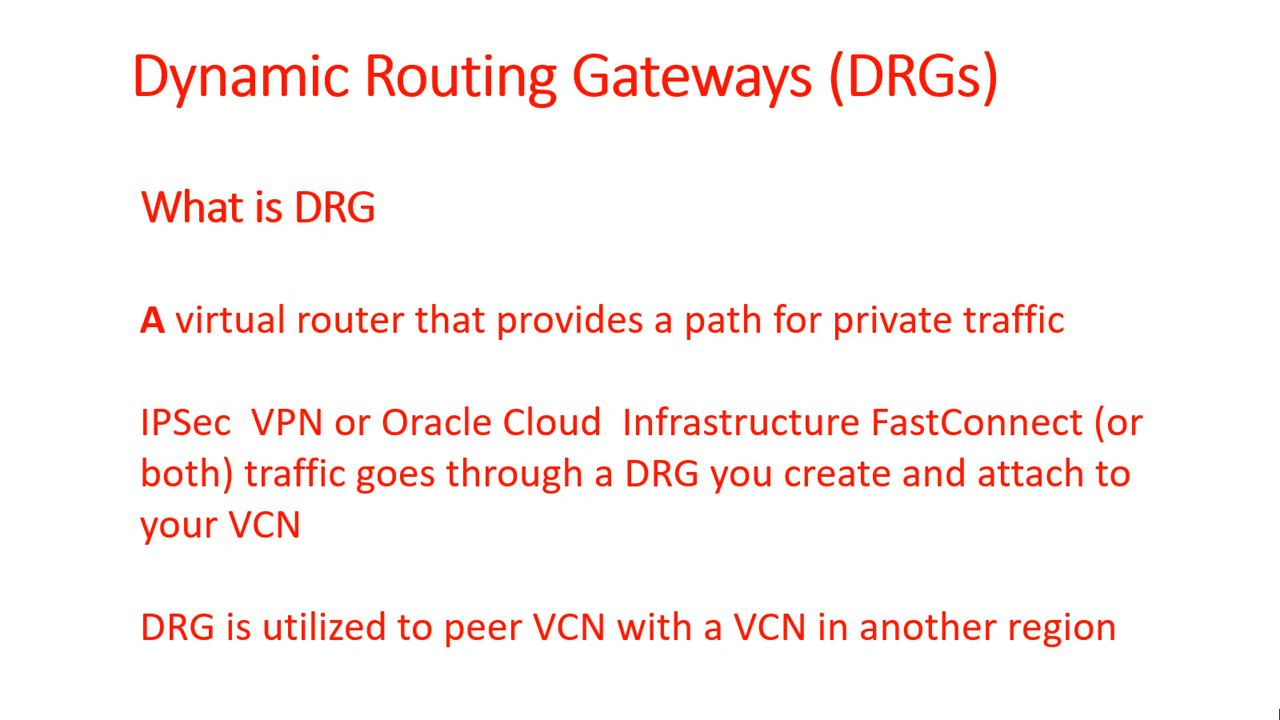 Dynamic Routing Gateways (DRGs)
What is DRG
A virtual router that provides a path for private traffic
IPSec VPN or Oracle Cloud Infrastructure FastConnect (or
both) traffic goes through a DRG you create and attach to
your VCN
DRG is utilized to peer VCN with a VCN in another region